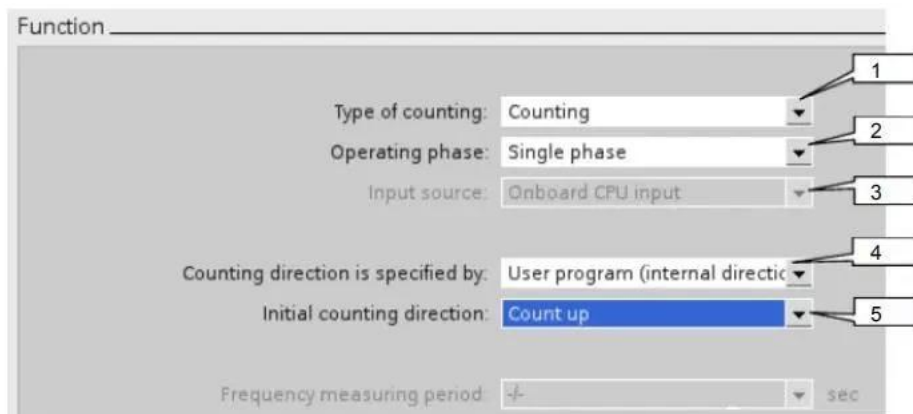 Function
1
Type of counting: Counting
2
Operating phase: Single phase
Input source: Onboard CPU input
3
4
Counting direction is specified by: User program (internal directic
Initial counting direction: Count up
5
Frequency measuring period: -/- sec